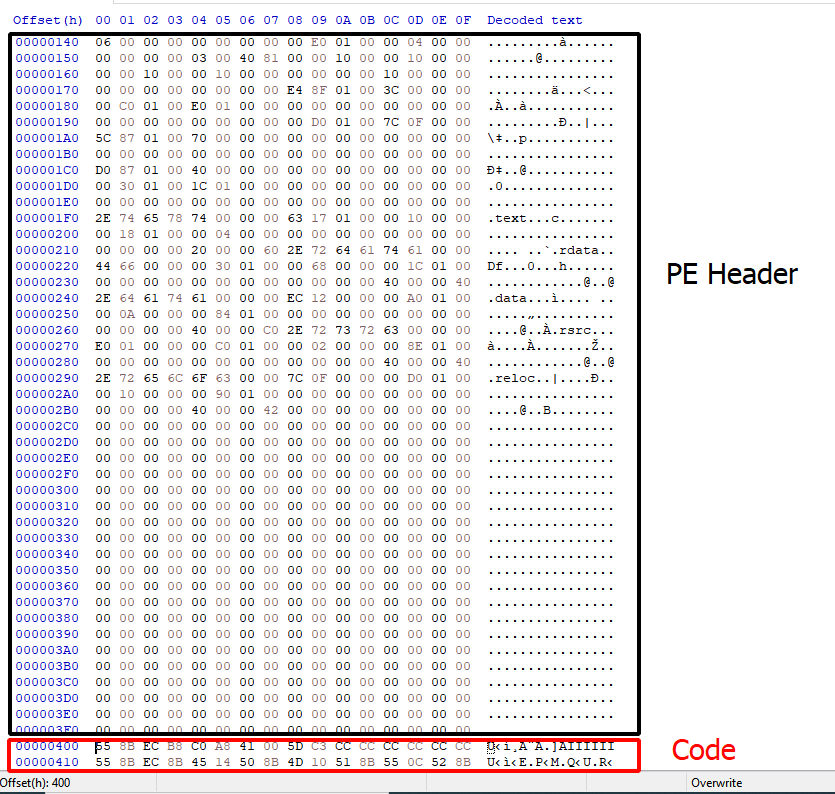 Offset(h) 00 01 02 03 04 05 06 07 08 09 0A 0B 0C 0D 0E 0F Decoded text
00000140 06 00 00 00 00 00 00 00 00 E0 01 00 00 04 00 00 .........à......
00000150 00 00 00 00 03 00 40 81 00 00 10 00 00 10 00 00 ......@.........
00000160 00 00 10 00 00 10 00 00 00 00 00 00 10 00 00 00 ................
00000170 00 00 00 00 00 00 00 00 E4 8F 01 00 3C 00 00 00 ........ä...<...
00000180 00 C0 01 00 E0 01 00 00 00 00 00 00 00 00 00 00 .À..à...........
00000190 00 00 00 00 00 00 00 00 00 D0 01 00 7C 0F 00 00 .........Ð..|...
000001A0 5C 87 01 00 70 00 00 00 00 00 00 00 00 00 00 00 \‡..p...........
000001B0 00 00 00 00 00 00 00 00 00 00 00 00 00 00 00 00 ................
000001C0 D0 87 01 00 40 00 00 00 00 00 00 00 00 00 00 00 Ð‡..@...........
000001D0 00 30 01 00 1C 01 00 00 00 00 00 00 00 00 00 00 .0..............
000001E0 00 00 00 00 00 00 00 00 00 00 00 00 00 00 00 00 ................
000001F0 2E 74 65 78 74 00 00 00 63 17 01 00 00 10 00 00 .text...c.......
00000200 00 18 01 00 00 04 00 00 00 00 00 00 00 00 00 00 ................
00000210 00 00 00 00 20 00 00 60 2E 72 64 61 74 61 00 00 .... ..`.rdata..
00000220 44 66 00 00 00 30 01 00 00 68 00 00 00 1C 01 00 Df...0...h......
00000230 00 00 00 00 00 00 00 00 00 00 00 00 40 00 00 40 ............@..@
00000240 2E 64 61 74 61 00 00 00 EC 12 00 00 00 A0 01 00 .data...ì.... ..
00000250 00 0A 00 00 00 84 01 00 00 00 00 00 00 00 00 00 .....„..........
00000260 00 00 00 00 40 00 00 C0 2E 72 73 72 63 00 00 00 ....@..À.rsrc...
00000270 E0 01 00 00 00 C0 01 00 00 02 00 00 00 8E 01 00 à....À.......Ž..
00000280 00 00 00 00 00 00 00 00 00 00 00 00 40 00 00 40 ............@..@
00000290 2E 72 65 6C 6F 63 00 00 7C 0F 00 00 00 D0 01 00 .reloc..|....Ð..
000002A0 00 10 00 00 00 90 01 00 00 00 00 00 00 00 00 00 ................
000002B0 00 00 00 00 40 00 00 42 00 00 00 00 00 00 00 00 ....@..B........
000002C0 00 00 00 00 00 00 00 00 00 00 00 00 00 00 00 00 ................
000002D0 00 00 00 00 00 00 00 00 00 00 00 00 00 00 00 00 ................
000002E0 00 00 00 00 00 00 00 00 00 00 00 00 00 00 00 00 ................
000002F0 00 00 00 00 00 00 00 00 00 00 00 00 00 00 00 00 ................
00000300 00 00 00 00 00 00 00 00 00 00 00 00 00 00 00 00 ................
00000310 00 00 00 00 00 00 00 00 00 00 00 00 00 00 00 00 ................
00000320 00 00 00 00 00 00 00 00 00 00 00 00 00 00 00 00 ................
00000330 00 00 00 00 00 00 00 00 00 00 00 00 00 00 00 00 ................
00000340 00 00 00 00 00 00 00 00 00 00 00 00 00 00 00 00 ................
00000350 00 00 00 00 00 00 00 00 00 00 00 00 00 00 00 00 ................
00000360 00 00 00 00 00 00 00 00 00 00 00 00 00 00 00 00 ................
00000370 00 00 00 00 00 00 00 00 00 00 00 00 00 00 00 00 ................
00000380 00 00 00 00 00 00 00 00 00 00 00 00 00 00 00 00 ................
00000390 00 00 00 00 00 00 00 00 00 00 00 00 00 00 00 00 ................
000003A0 00 00 00 00 00 00 00 00 00 00 00 00 00 00 00 00 ................
000003B0 00 00 00 00 00 00 00 00 00 00 00 00 00 00 00 00 ................
000003C0 00 00 00 00 00 00 00 00 00 00 00 00 00 00 00 00 ................
000003D0 00 00 00 00 00 00 00 00 00 00 00 00 00 00 00 00 ................
000003E0 00 00 00 00 00 00 00 00 00 00 00 00 00 00 00 00 ................
000003F0 00 00 00 00 00 00 00 00 00 00 00 00 00 00 00 00 ................
PE Header
00000400 55 8B EC B8 C0 A8 41 00 5D C3 CC CC CC CC CC CC U‹ì¸À¨A.]ÃÌÌÌÌÌÌ
00000410 55 8B EC 8B 45 14 50 8B 4D 10 51 8B 55 0C 52 8B U‹ì‹E.P‹M.Q‹U.R‹
Code
Offset(h): 400 Overwrite